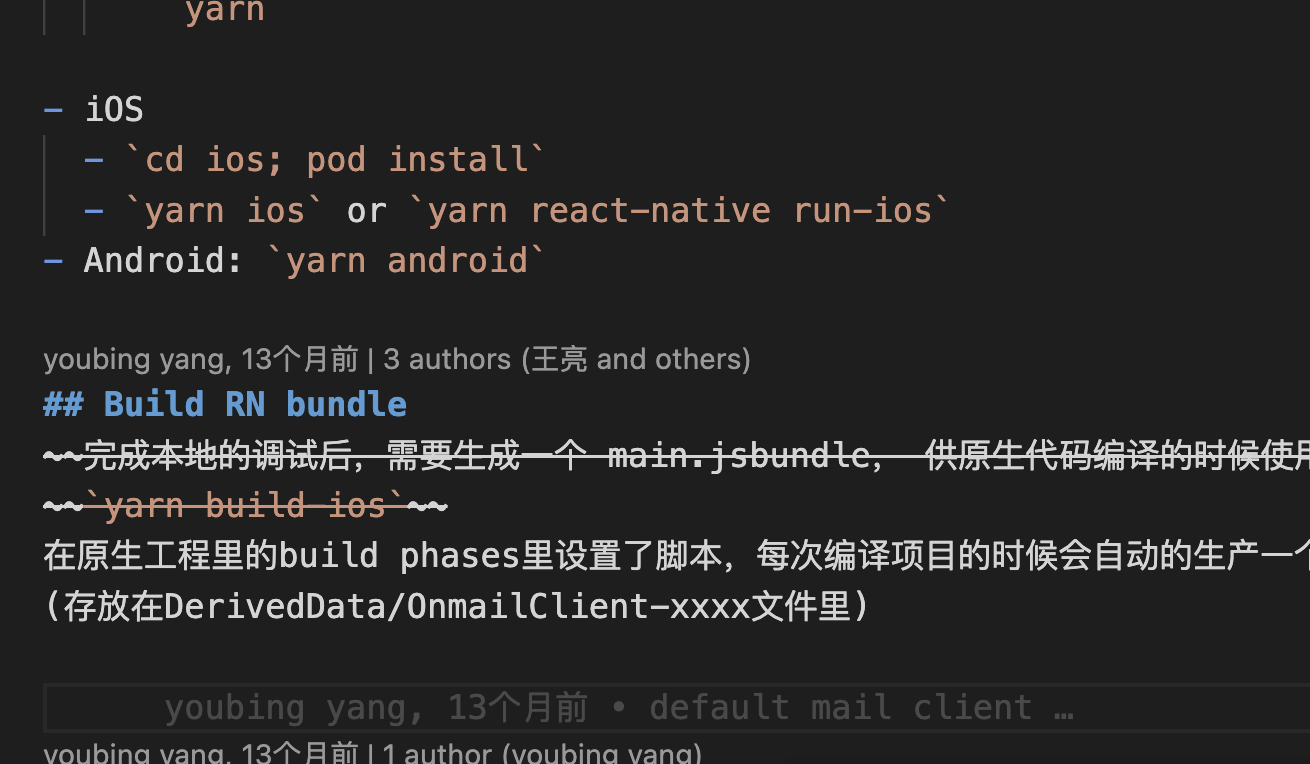 yarn
- iOS
- `cd ios; pod install`
- `yarn ios` or `yarn react-native run-ios`
- Android: `yarn android`
youbing yang, 13个月前 | 3 authors (王亮 and others)
## Build RN bundle
~~完成本地的调试后，需要生成一个 main.jsbundle， 供原生代码编译的时候使用
~~`yarn build ios`~~
在原生工程里的build phases里设置了脚本，每次编译项目的时候会自动的生产一个
(存放在DerivedData/OnmailClient-xxxx文件里)
youbing yang, 13个月前 • default mail client …
youbing yang, 13个月前 | 1 author (youbing yang)